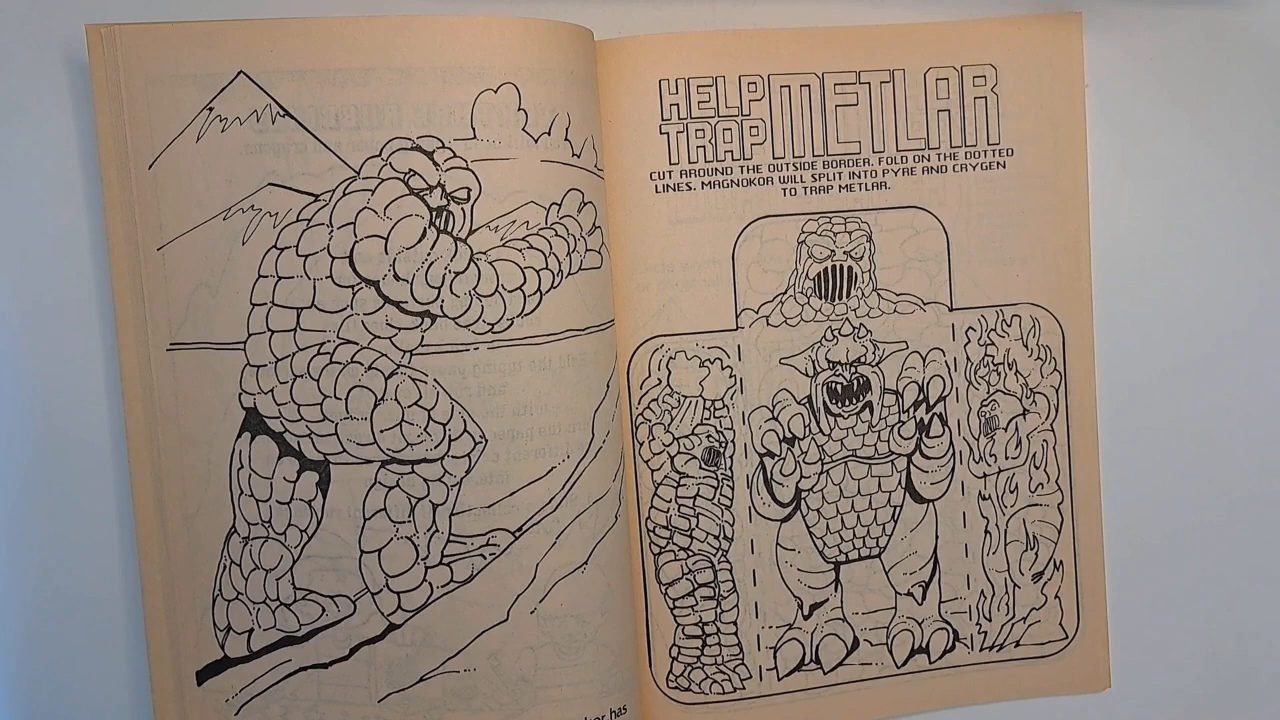 HELP
TRAP METLAR
CUT AROUND THE OUTSIDE BORDER. FOLD ON THE DOTTED
LINES. MAGNOKOR WILL SPLIT INTO PYRE AND CRYGEN
TO TRAP METLAR.
has